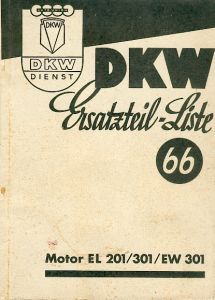 DKW
DKW
DIENST
DKW
Ersatzteil-Liste
66
Motor EL 201/301/EW 301